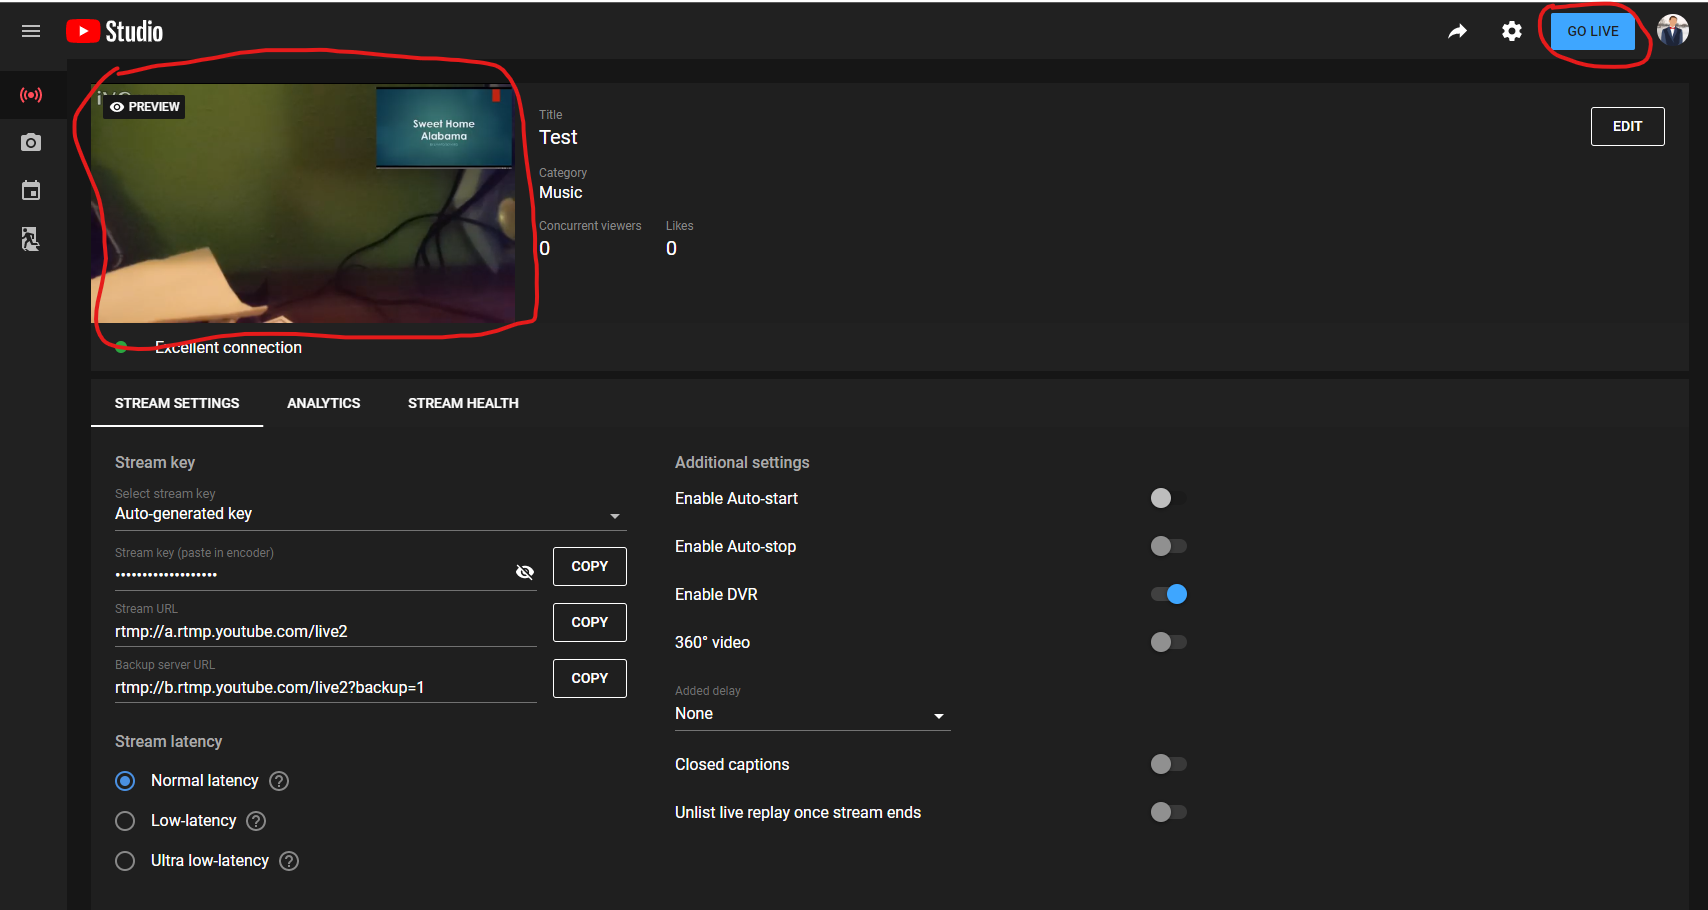 Studio
GO LIVE
PREVIEW
Sweet Home
Alabama
Title
Test
EDIT
Category
Music
Concurrent viewers
Likes
0
0
Excellent connection
STREAM SETTINGS
ANALYTICS
STREAM HEALTH
Stream key
Select stream key
Auto-generated key
Stream key (paste in encoder)
•••••••••••••••••••
COPY
Stream URL
rtmp://a.rtmp.youtube.com/live2
COPY
Backup server URL
rtmp://b.rtmp.youtube.com/live2?backup=1
COPY
Stream latency
Normal latency
Low-latency
Ultra low-latency
Additional settings
Enable Auto-start
Enable Auto-stop
Enable DVR
360° video
Added delay
None
Closed captions
Unlist live replay once stream ends